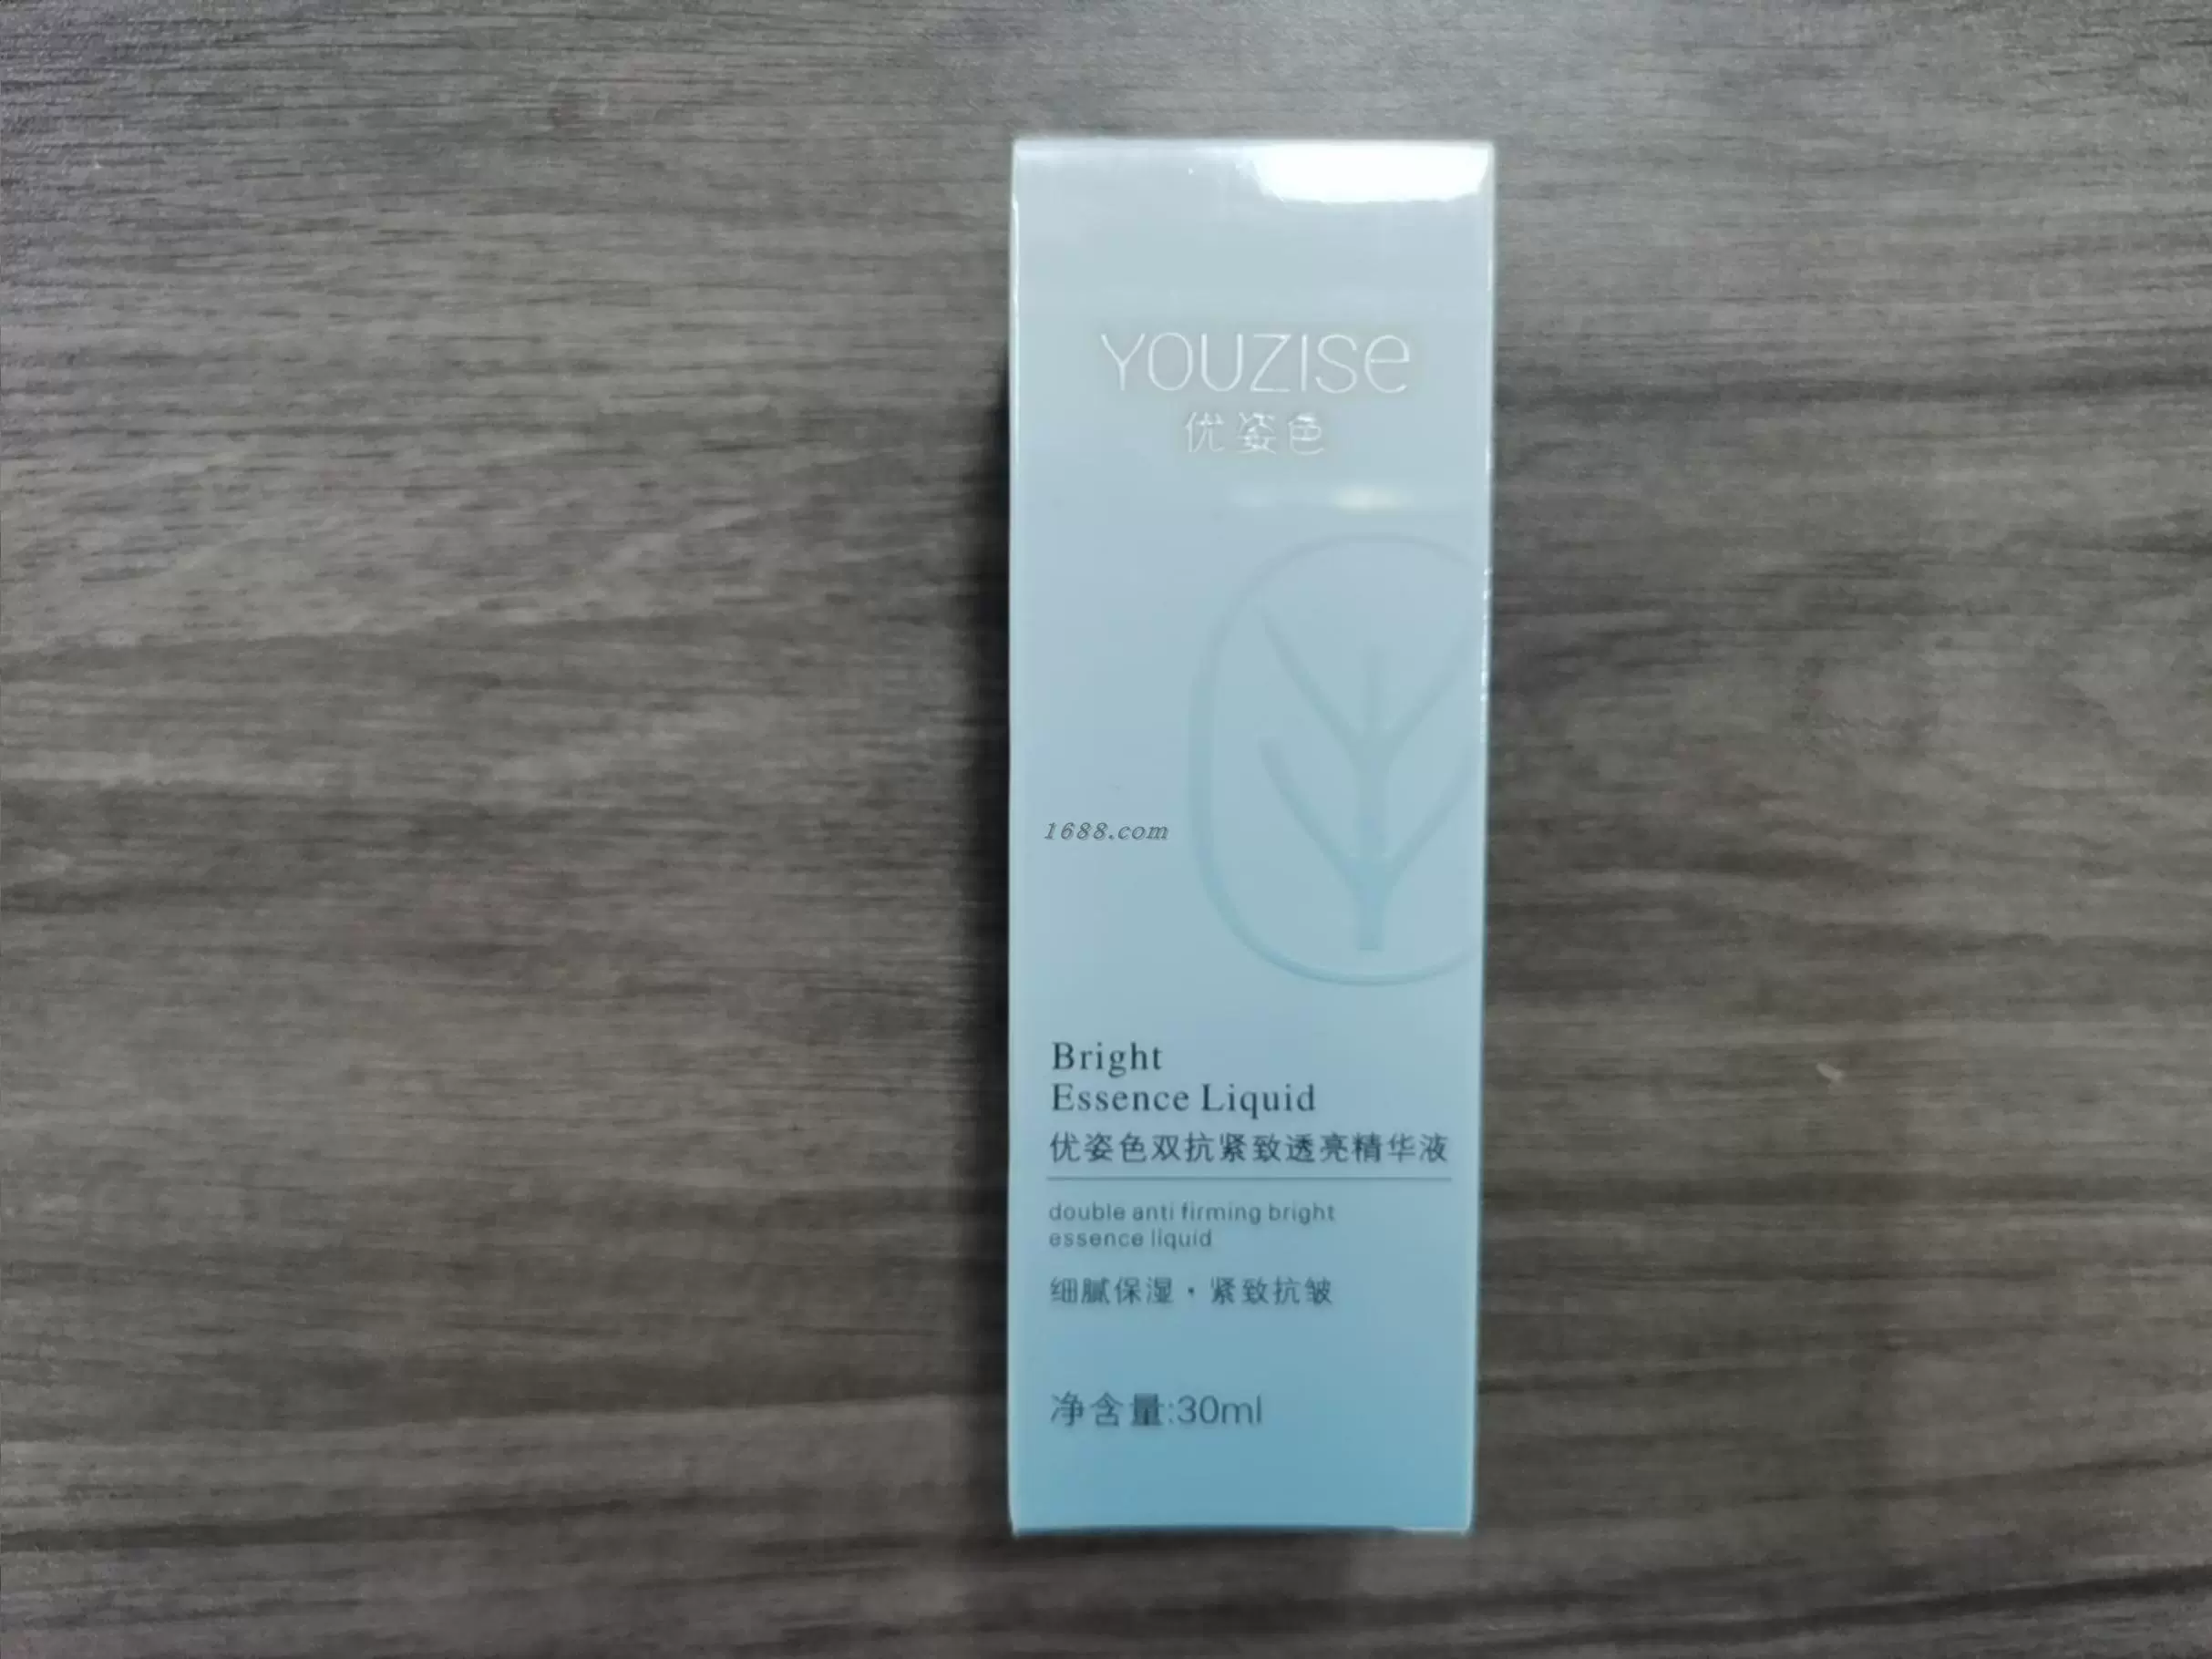 YOUZISE
优姿色
1688.com
Bright
Essence Liquid
优姿色双抗紧致透亮精华液
double anti firming bright
essence liquid
细腻保湿·紧致抗皱
净含量:30ml